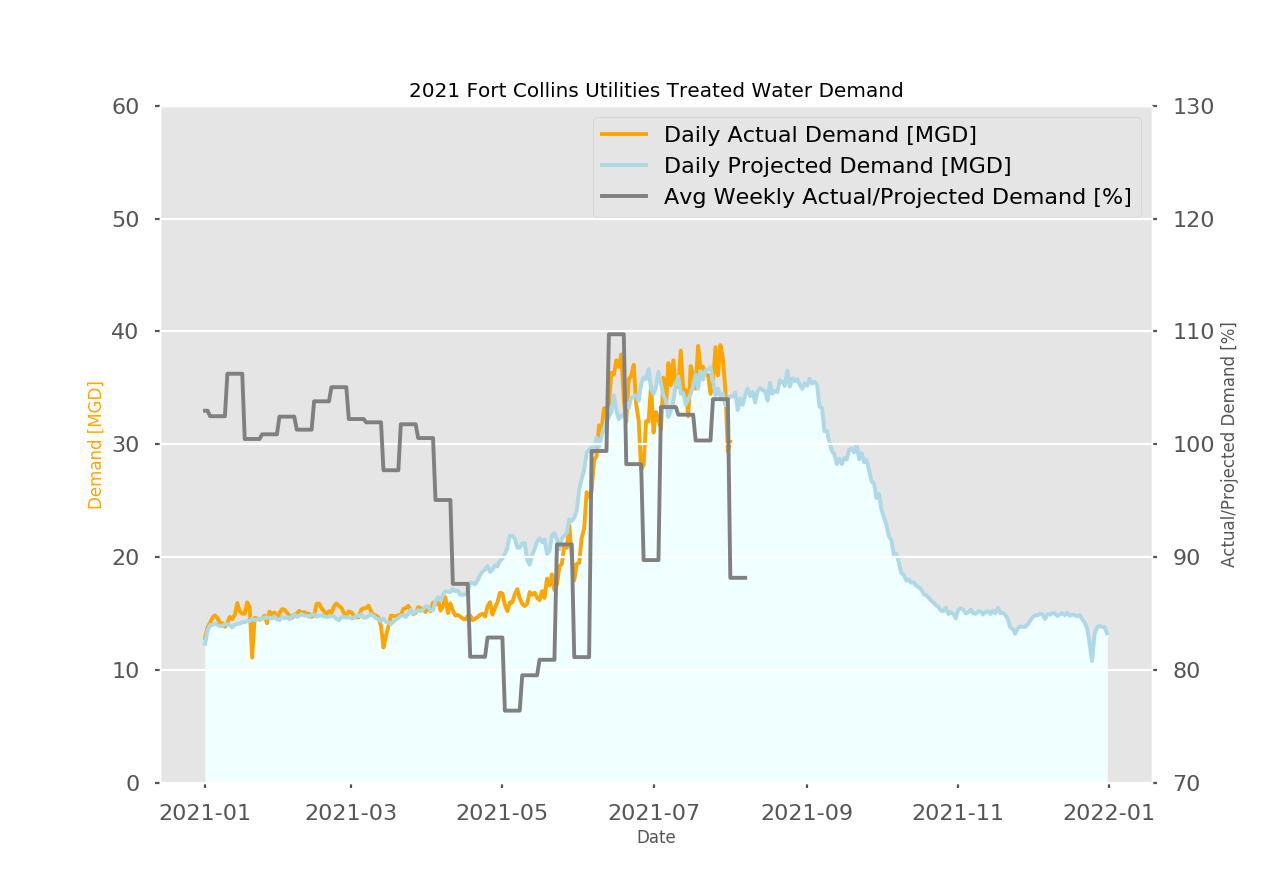 2021 Fort Collins Utilities Treated Water Demand
Daily Actual Demand [MGD]
Daily Projected Demand [MGD]
Avg Weekly Actual/Projected Demand [%]
Demand [MGD]
60
50
40
30
20
10
0
130
120
110
100
90
80
70
Actual/Projected Demand [%]
2021-01 2021-03 2021-05 2021-07 2021-09 2021-11 2022-01
Date